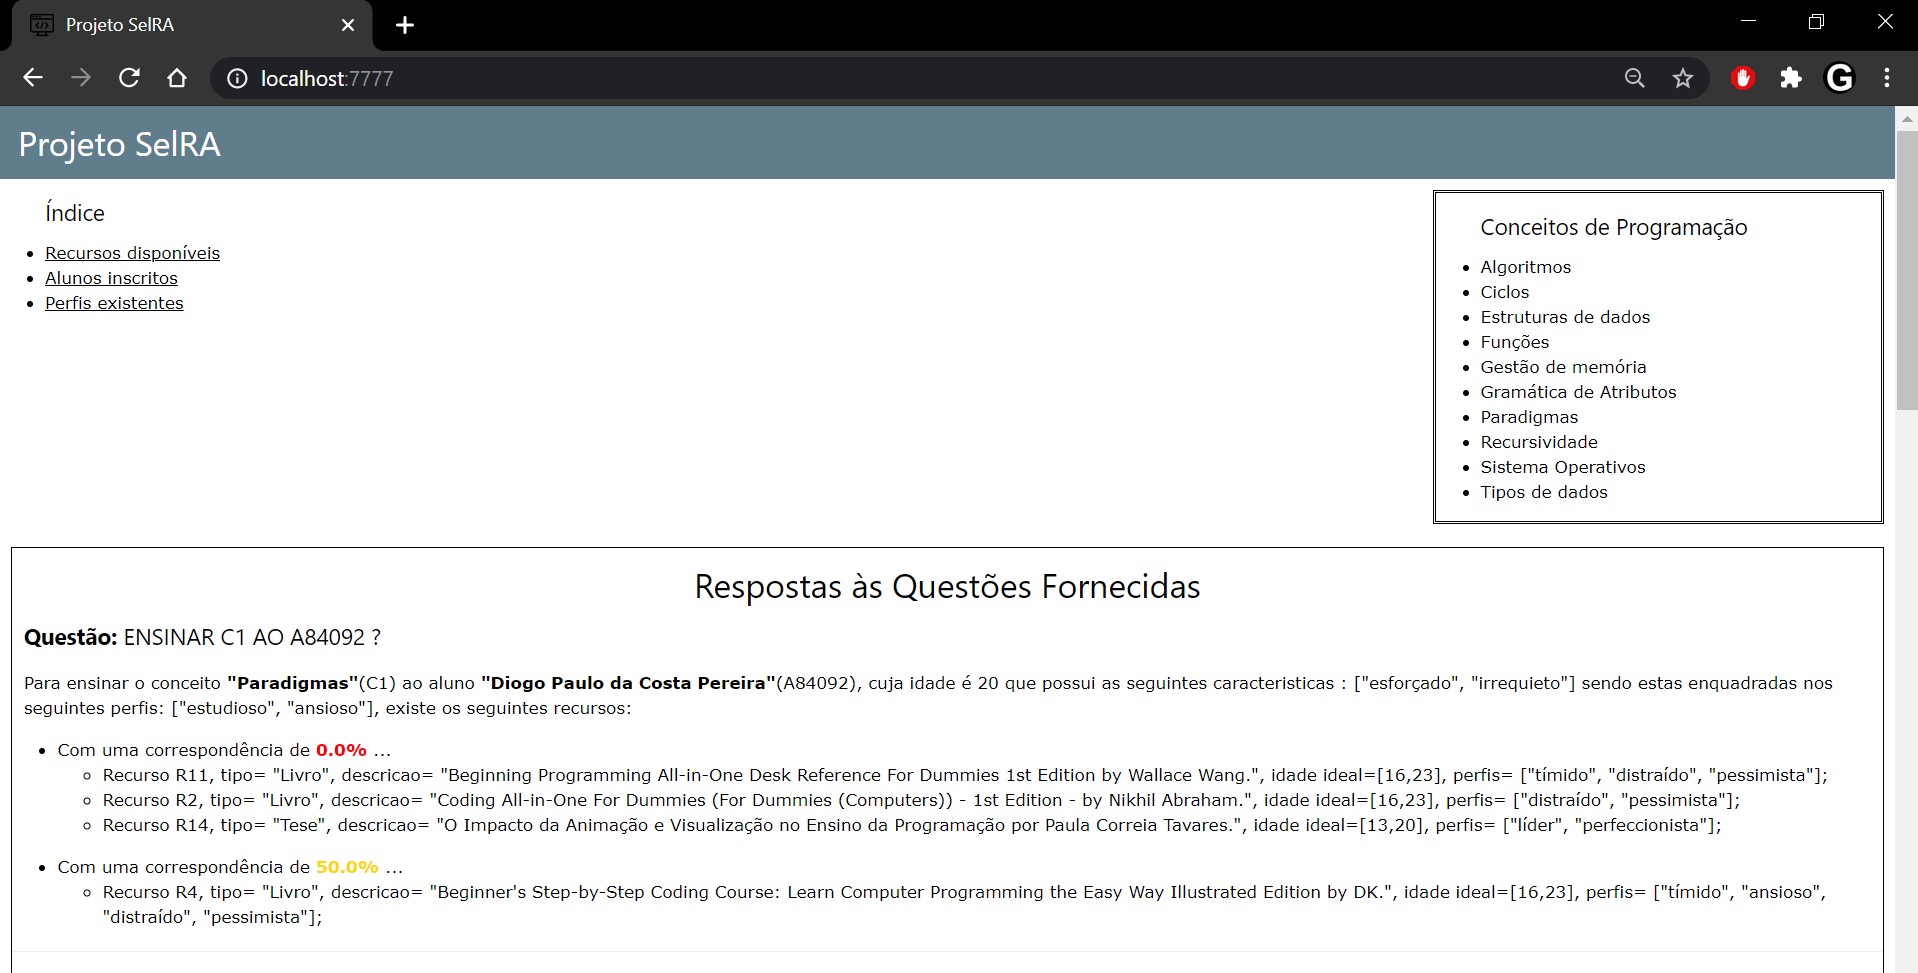 Projeto SelRA
localhost:7777
G
Projeto SelRA
Índice
Recursos disponíveis
Alunos inscritos
Perfis existentes
Conceitos de Programação
Algoritmos
Ciclos
Estruturas de dados
Funções
Gestão de memória
Gramática de Atributos
Paradigmas
Recursividade
Sistema Operativos
Tipos de dados
Respostas às Questões Fornecidas
Questão: ENSINAR C1 AO A84092 ?
Para ensinar o conceito "Paradigmas"(C1) ao aluno "Diogo Paulo da Costa Pereira"(A84092), cuja idade é 20 que possui as seguintes caracteristicas : ["esforçado", "irrequieto"] sendo estas enquadradas nos
seguintes perfis: ["estudioso", "ansioso"], existe os seguintes recursos:
Com uma correspondência de 0.0% ...
Recurso R11, tipo= "Livro", descricao= "Beginning Programming All-in-One Desk Reference For Dummies 1st Edition by Wallace Wang.", idade ideal=[16,23], perfis= ["tímido", "distraído", "pessimista"];
Recurso R2, tipo= "Livro", descricao= "Coding All-in-One For Dummies (For Dummies (Computers)) - 1st Edition - by Nikhil Abraham.", idade ideal=[16,23], perfis= ["distraído", "pessimista"];
Recurso R14, tipo= "Tese", descricao= "O Impacto da Animação e Visualização no Ensino da Programação por Paula Correia Tavares.", idade ideal=[13,20], perfis= ["líder", "perfeccionista"];
Com uma correspondência de 50.0% ...
Recurso R4, tipo= "Livro", descricao= "Beginner's Step-by-Step Coding Course: Learn Computer Programming the Easy Way Illustrated Edition by DK.", idade ideal=[16,23], perfis= ["tímido", "ansioso",
"distraído", "pessimista"];